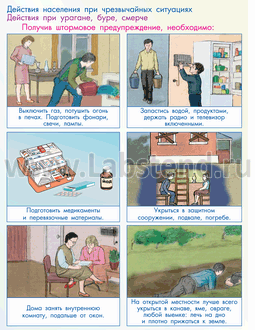 Действия населения при чрезвычайных ситуациях
Действия при урагане, буре, смерче
Получив штормовое предупреждение, необходимо:
Выключить газ, потушить огонь
в печах. Подготовить фонари,
свечи, лампы.
Запастись водой, продуктами,
держать радио и телевизор
включенными.
www.Labstend.ru
Подготовить медикаменты
и перевязочные материалы.
Укрыться в защитном
сооружении, подвале, погребе.
Дома занять внутреннюю
комнату, подальше от окон.
На открытой местности лучше всего
укрыться в канаве, яме, овраге,
любой выемке: лечь на дно
и плотно прижаться к земле.